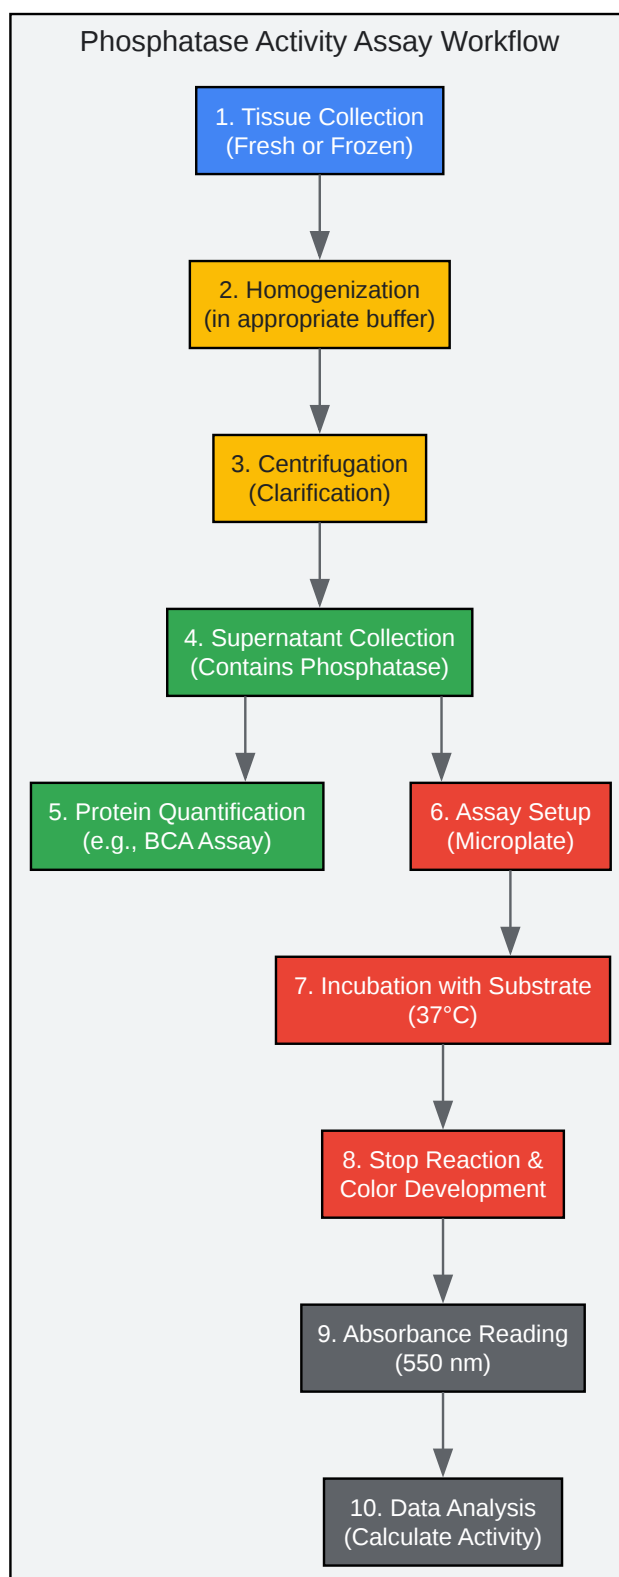 Phosphatase Activity Assay Workflow
1. Tissue Collection
(Fresh or Frozen)
2. Homogenization
(in appropriate buffer)
3. Centrifugation
(Clarification)
4. Supernatant Collection
(Contains Phosphatase)
5. Protein Quantification
(e.g., BCA Assay)
6. Assay Setup
(Microplate)
7. Incubation with Substrate
(37°C)
8. Stop Reaction &
Color Development
9. Absorbance Reading
(550 nm)
10. Data Analysis
(Calculate Activity)